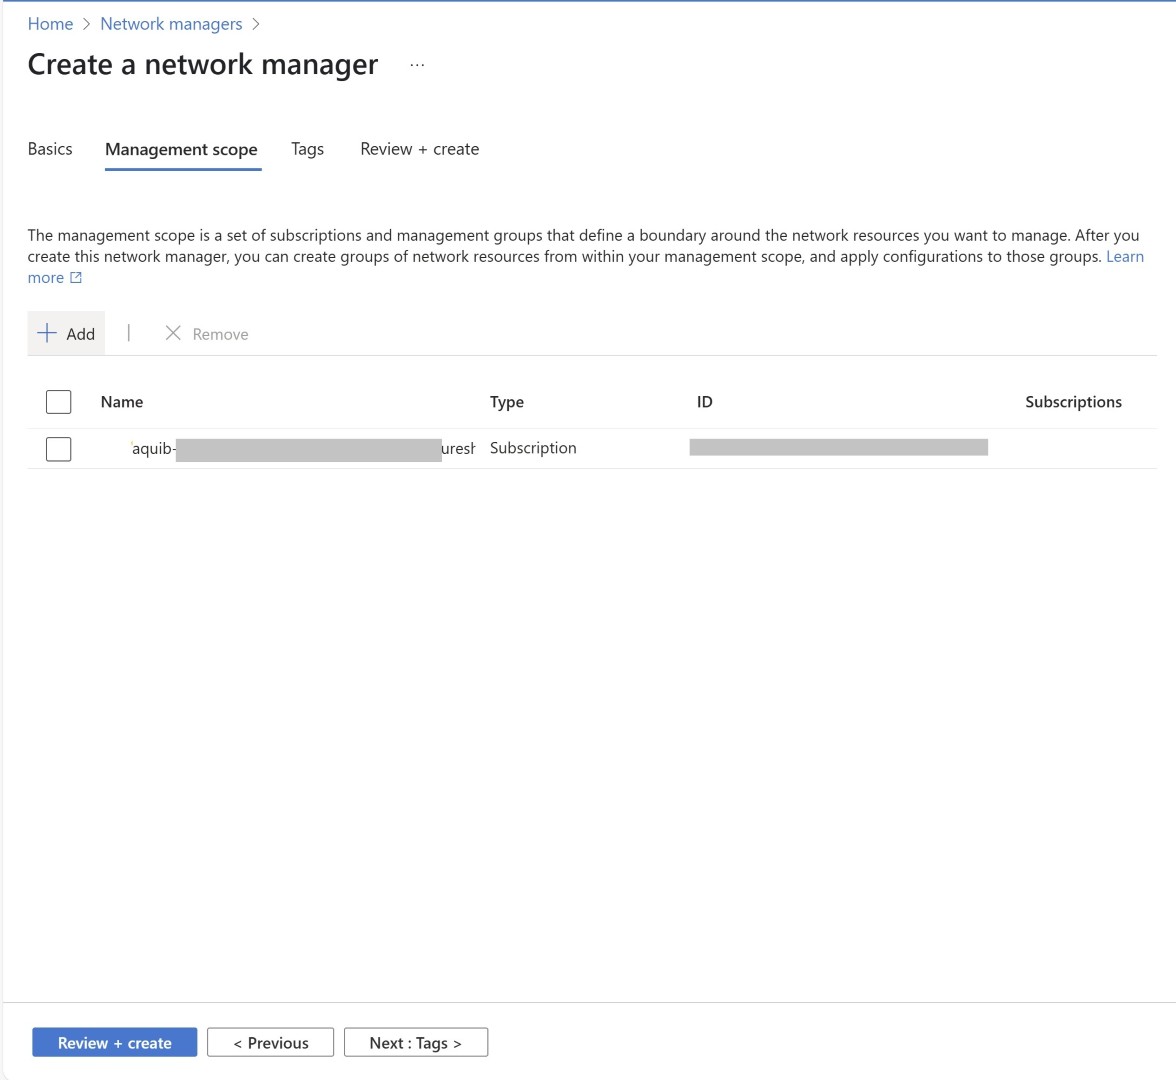 Home > Network managers >
Create a network manager ...
Basics Management scope Tags Review + create
The management scope is a set of subscriptions and management groups that define a boundary around the network resources you want to manage. After you
create this network manager, you can create groups of network resources from within your management scope, and apply configurations to those groups. Learn
more
+ Add | × Remove
Name Type ID Subscriptions
aquib- Subscription
Review + create < Previous Next : Tags >